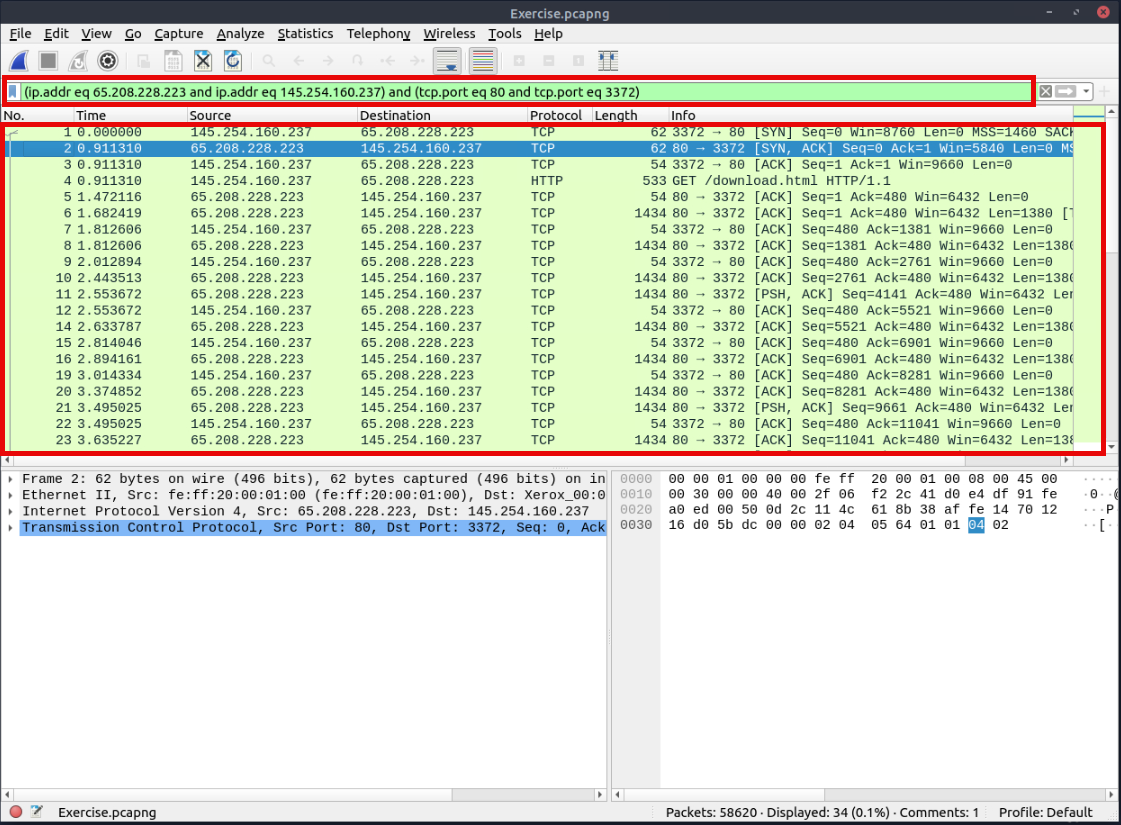 Exercise.pcapng
File Edit View Go Capture Analyze Statistics Telephony Wireless Tools Help
(ip.addr eq 65.208.228.223 and ip.addr eq 145.254.160.237) and (tcp.port eq 80 and tcp.port eq 3372)
No. Time Source Destination Protocol Length Info
1 0.000000 145.254.160.237 65.208.228.223 TCP 62 3372 → 80 [SYN] Seq=0 Win=8760 Len=0 MSS=1460 SACK
2 0.911310 65.208.228.223 145.254.160.237 TCP 62 80 → 3372 [SYN, ACK] Seq=0 Ack=1 Win=5840 Len=0 MS
3 0.911310 145.254.160.237 65.208.228.223 TCP 54 3372 → 80 [ACK] Seq=1 Ack=1 Win=9660 Len=0
4 0.911310 145.254.160.237 65.208.228.223 HTTP 533 GET /download.html HTTP/1.1
5 1.472116 65.208.228.223 145.254.160.237 TCP 54 80 → 3372 [ACK] Seq=1 Ack=480 Win=6432 Len=0
6 1.682419 65.208.228.223 145.254.160.237 TCP 1434 80 → 3372 [ACK] Seq=1 Ack=480 Win=6432 Len=1380 [T
7 1.812606 145.254.160.237 65.208.228.223 TCP 54 3372 → 80 [ACK] Seq=480 Ack=1381 Win=9660 Len=0
8 1.812606 65.208.228.223 145.254.160.237 TCP 1434 80 → 3372 [ACK] Seq=1381 Ack=480 Win=6432 Len=1380
9 2.012894 145.254.160.237 65.208.228.223 TCP 54 3372 → 80 [ACK] Seq=480 Ack=2761 Win=9660 Len=0
10 2.443513 65.208.228.223 145.254.160.237 TCP 1434 80 → 3372 [ACK] Seq=2761 Ack=480 Win=6432 Len=1380
11 2.553672 65.208.228.223 145.254.160.237 TCP 1434 80 → 3372 [PSH, ACK] Seq=4141 Ack=480 Win=6432 Len
12 2.553672 145.254.160.237 65.208.228.223 TCP 54 3372 → 80 [ACK] Seq=480 Ack=5521 Win=9660 Len=0
14 2.633787 65.208.228.223 145.254.160.237 TCP 1434 80 → 3372 [ACK] Seq=5521 Ack=480 Win=6432 Len=1380
15 2.814046 145.254.160.237 65.208.228.223 TCP 54 3372 → 80 [ACK] Seq=480 Ack=6901 Win=9660 Len=0
16 2.894161 65.208.228.223 145.254.160.237 TCP 1434 80 → 3372 [ACK] Seq=6901 Ack=480 Win=6432 Len=1380
19 3.014334 145.254.160.237 65.208.228.223 TCP 54 3372 → 80 [ACK] Seq=480 Ack=8281 Win=9660 Len=0
20 3.374852 65.208.228.223 145.254.160.237 TCP 1434 80 → 3372 [ACK] Seq=8281 Ack=480 Win=6432 Len=1380
21 3.495025 65.208.228.223 145.254.160.237 TCP 1434 80 → 3372 [PSH, ACK] Seq=9661 Ack=480 Win=6432 Len
22 3.495025 145.254.160.237 65.208.228.223 TCP 54 3372 → 80 [ACK] Seq=480 Ack=11041 Win=9660 Len=0
23 3.635227 65.208.228.223 145.254.160.237 TCP 1434 80 → 3372 [ACK] Seq=11041 Ack=480 Win=6432 Len=138
Frame 2: 62 bytes on wire (496 bits), 62 bytes captured (496 bits) on in
Ethernet II, Src: fe:ff:20:00:01:00 (fe:ff:20:00:01:00), Dst: Xerox_00:0
Internet Protocol Version 4, Src: 65.208.228.223, Dst: 145.254.160.237
Transmission Control Protocol, Src Port: 80, Dst Port: 3372, Seq: 0, Ack
0000 00 00 01 00 00 00 fe ff 20 00 01 00 08 00 45 00 ·····
0010 00 30 00 00 40 00 2f 06 f2 2c 41 d0 e4 df 91 fe ·0··@
0020 a0 ed 00 50 0d 2c 11 4c 61 8b 38 af fe 14 70 12 ···P
0030 16 d0 5b dc 00 00 02 04 05 64 01 01 04 02 ··[·
Exercise.pcapng
Packets: 58620 · Displayed: 34 (0.1%) · Comments: 1
Profile: Default